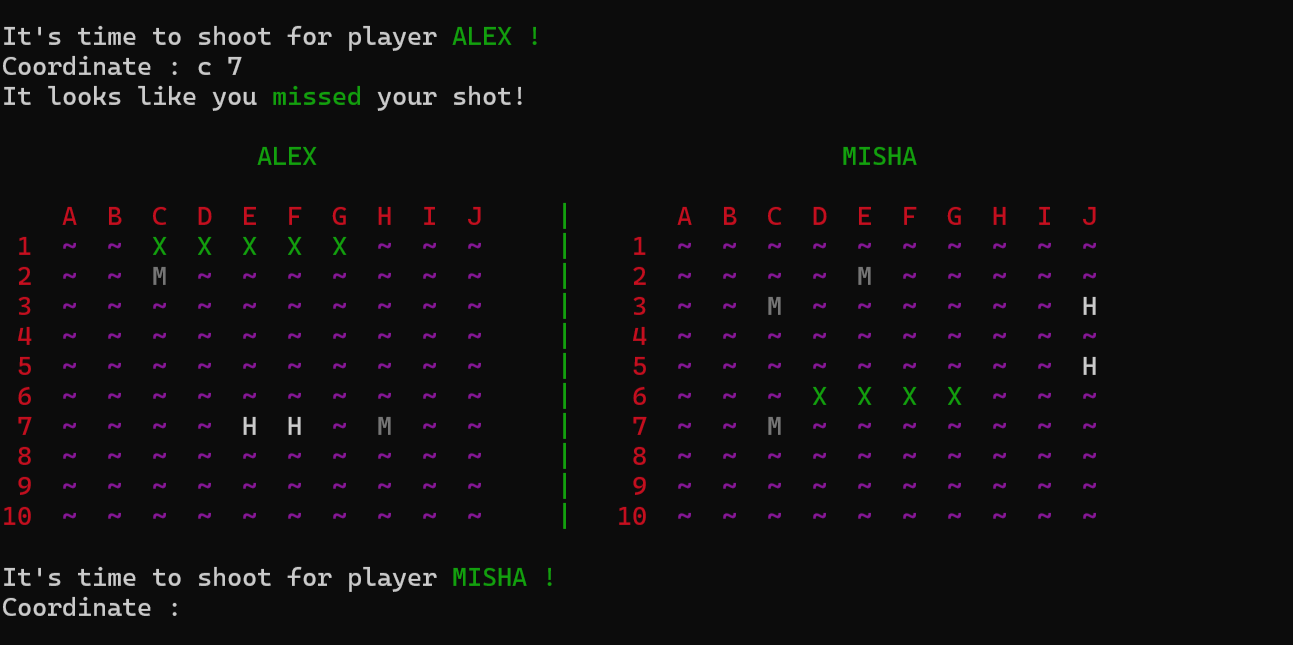 It's time to shoot for player ALEX !
Coordinate : c 7
It looks like you missed your shot!
ALEX MISHA
A B C D E F G H I J | A B C D E F G H I J
1 ~ ~ X X X X X ~ ~ ~ | 1 ~ ~ ~ ~ ~ ~ ~ ~ ~ ~
2 ~ ~ M ~ ~ ~ ~ ~ ~ ~ | 2 ~ ~ ~ ~ M ~ ~ ~ ~ ~
3 ~ ~ ~ ~ ~ ~ ~ ~ ~ ~ | 3 ~ ~ M ~ ~ ~ ~ ~ ~ H
4 ~ ~ ~ ~ ~ ~ ~ ~ ~ ~ | 4 ~ ~ ~ ~ ~ ~ ~ ~ ~ ~
5 ~ ~ ~ ~ ~ ~ ~ ~ ~ ~ | 5 ~ ~ ~ ~ ~ ~ ~ ~ ~ H
6 ~ ~ ~ ~ ~ ~ ~ ~ ~ ~ | 6 ~ ~ ~ X X X X ~ ~ ~
7 ~ ~ ~ ~ H H ~ M ~ ~ | 7 ~ ~ M ~ ~ ~ ~ ~ ~ ~
8 ~ ~ ~ ~ ~ ~ ~ ~ ~ ~ | 8 ~ ~ ~ ~ ~ ~ ~ ~ ~ ~
9 ~ ~ ~ ~ ~ ~ ~ ~ ~ ~ | 9 ~ ~ ~ ~ ~ ~ ~ ~ ~ ~
10 ~ ~ ~ ~ ~ ~ ~ ~ ~ ~ | 10 ~ ~ ~ ~ ~ ~ ~ ~ ~ ~
It's time to shoot for player MISHA !
Coordinate :